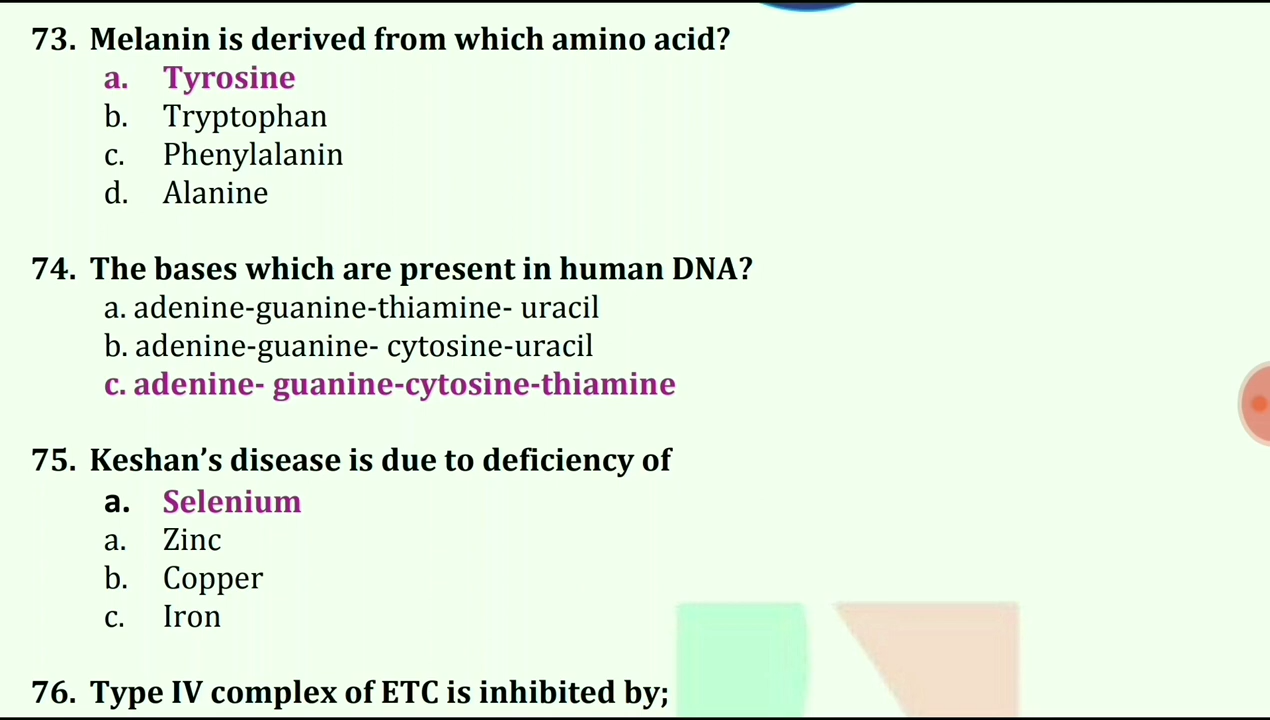 73. Melanin is derived from which amino acid?
a. Tyrosine
b. Tryptophan
c. Phenylalanin
d. Alanine
74. The bases which are present in human DNA?
a. adenine-guanine-thiamine- uracil
b. adenine-guanine- cytosine-uracil
c. adenine- guanine-cytosine-thiamine
75. Keshan’s disease is due to deficiency of
a. Selenium
a. Zinc
b. Copper
c. Iron
76. Type IV complex of ETC is inhibited by;